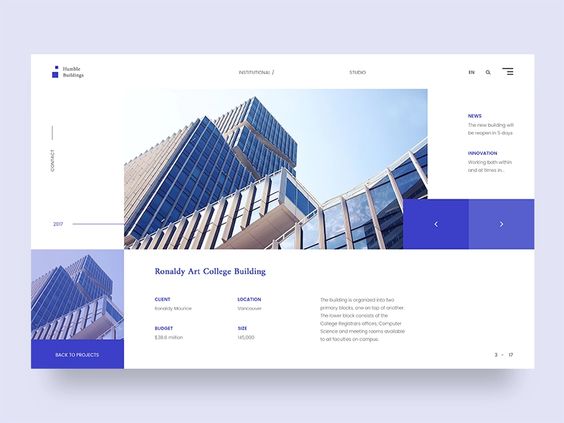 Humble
Buildings
INSTITUTIONAL /
STUDIO
EN
NEWS
The new building will
be reopen in 5 days
INNOVATION
Working both within
and at times in...
CONTACT
2017
Ronaldy Art College Building
CLIENT
Ronaldy Mourice
LOCATION
Vancouver
BUDGET
$38.6 million
SIZE
145,000
The building is organized into two
primary blocks, one on top of another.
The lower block consists of the
College Registrar's offices, Computer
Science and meeting rooms available
to all faculties on campus.
BACK TO PROJECTS
3 - 17